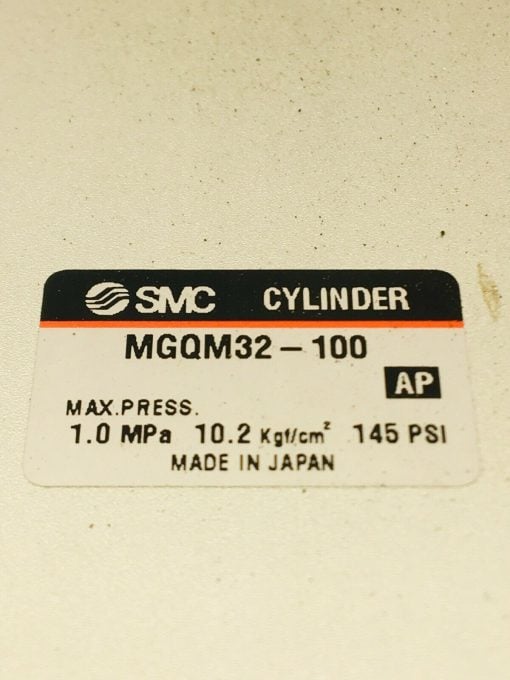 SMC CYLINDER
MGQM32-100
AP
MAX.PRESS.
1.0 MPa 10.2 Kgf/cm² 145 PSI
MADE IN JAPAN